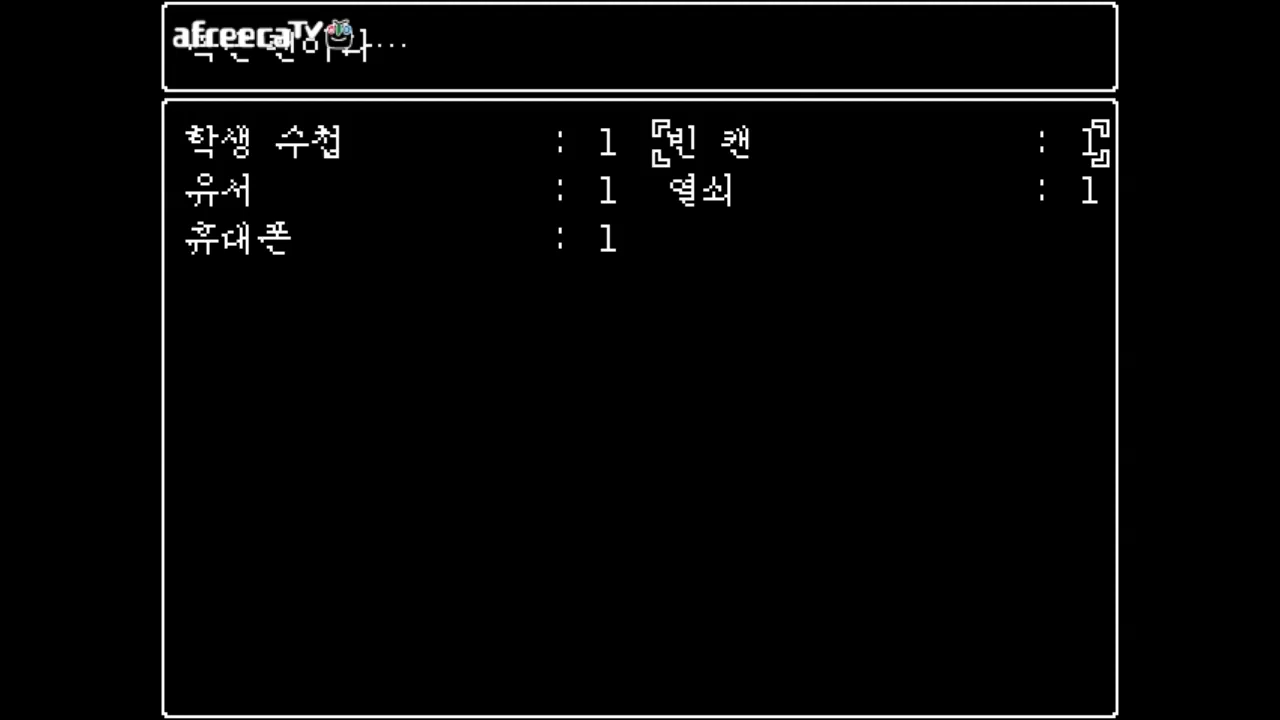 afreecaTV
학생 수첩 : 1 빈 캔 : 1
유서 : 1 열쇠 : 1
휴대폰 : 1